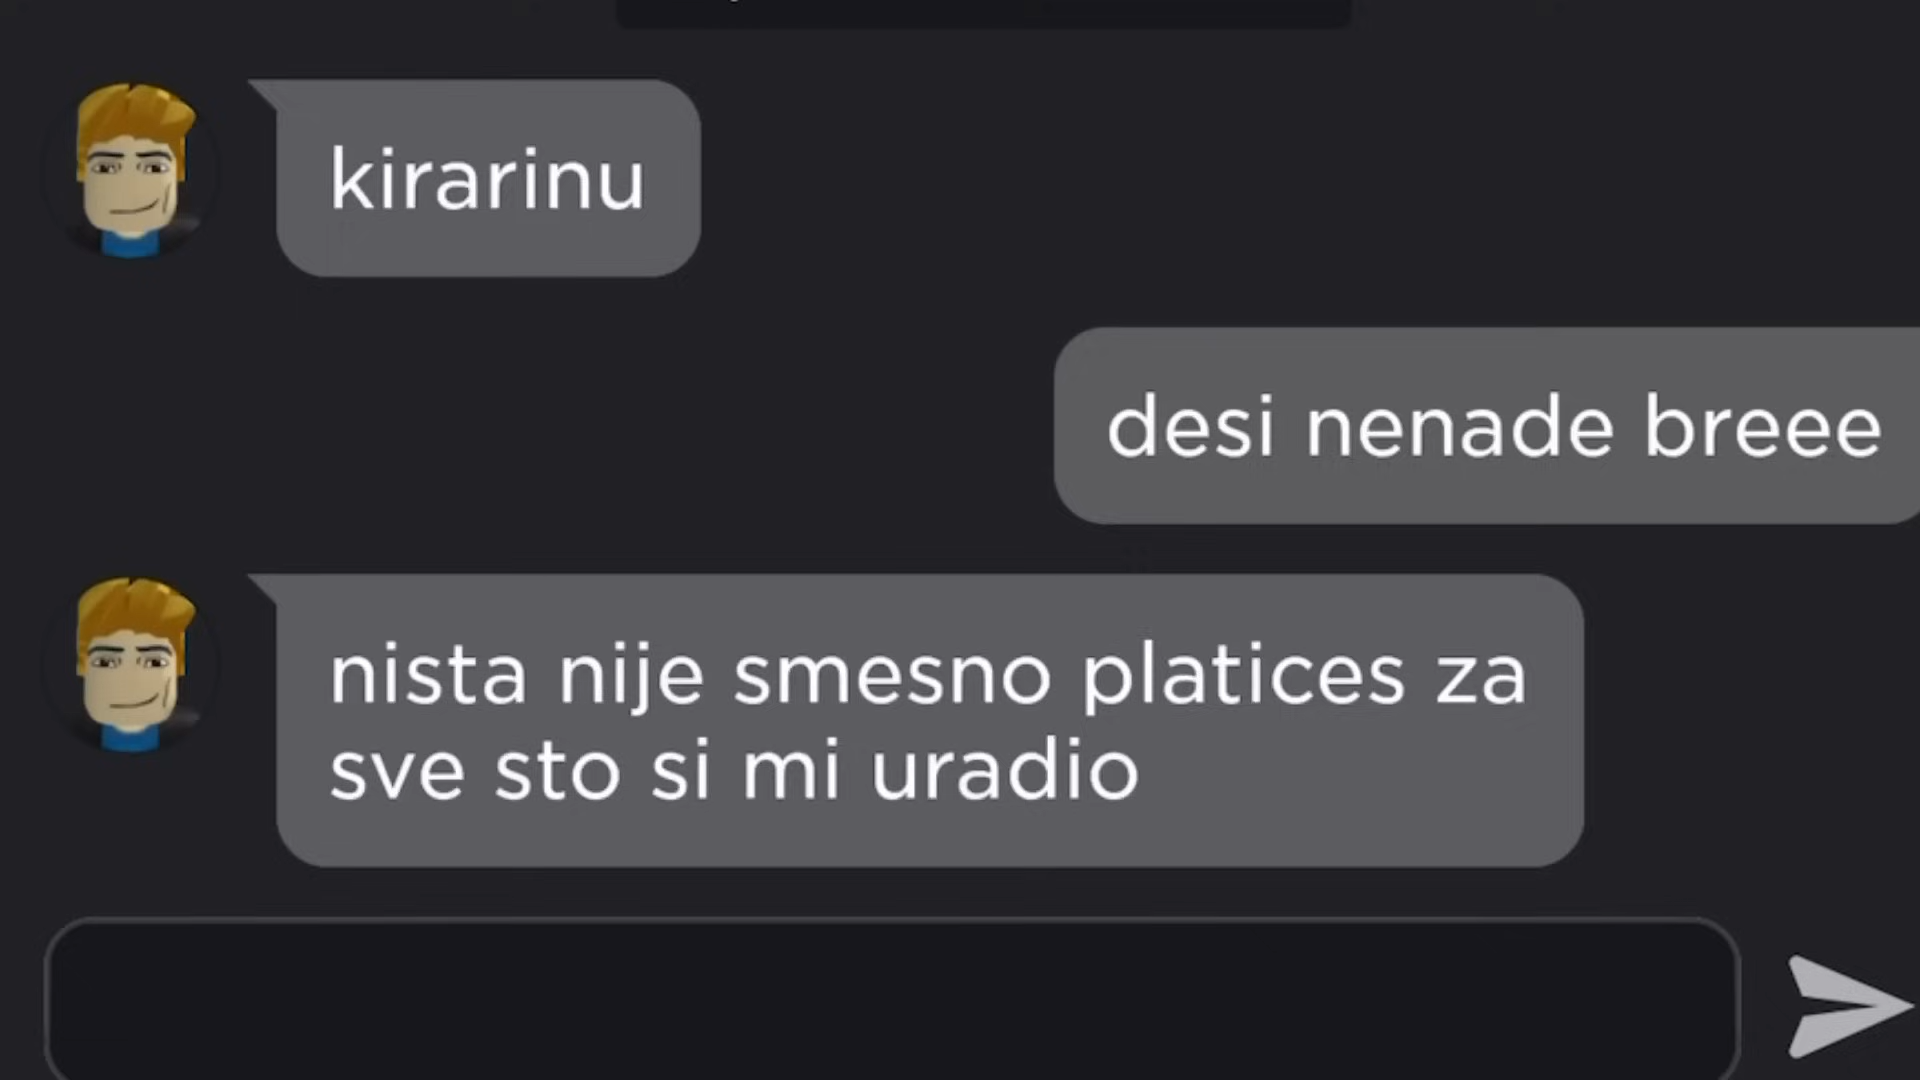 kirarinu
desi nenade breee
nista nije smesno platices za
sve sto si mi uradio